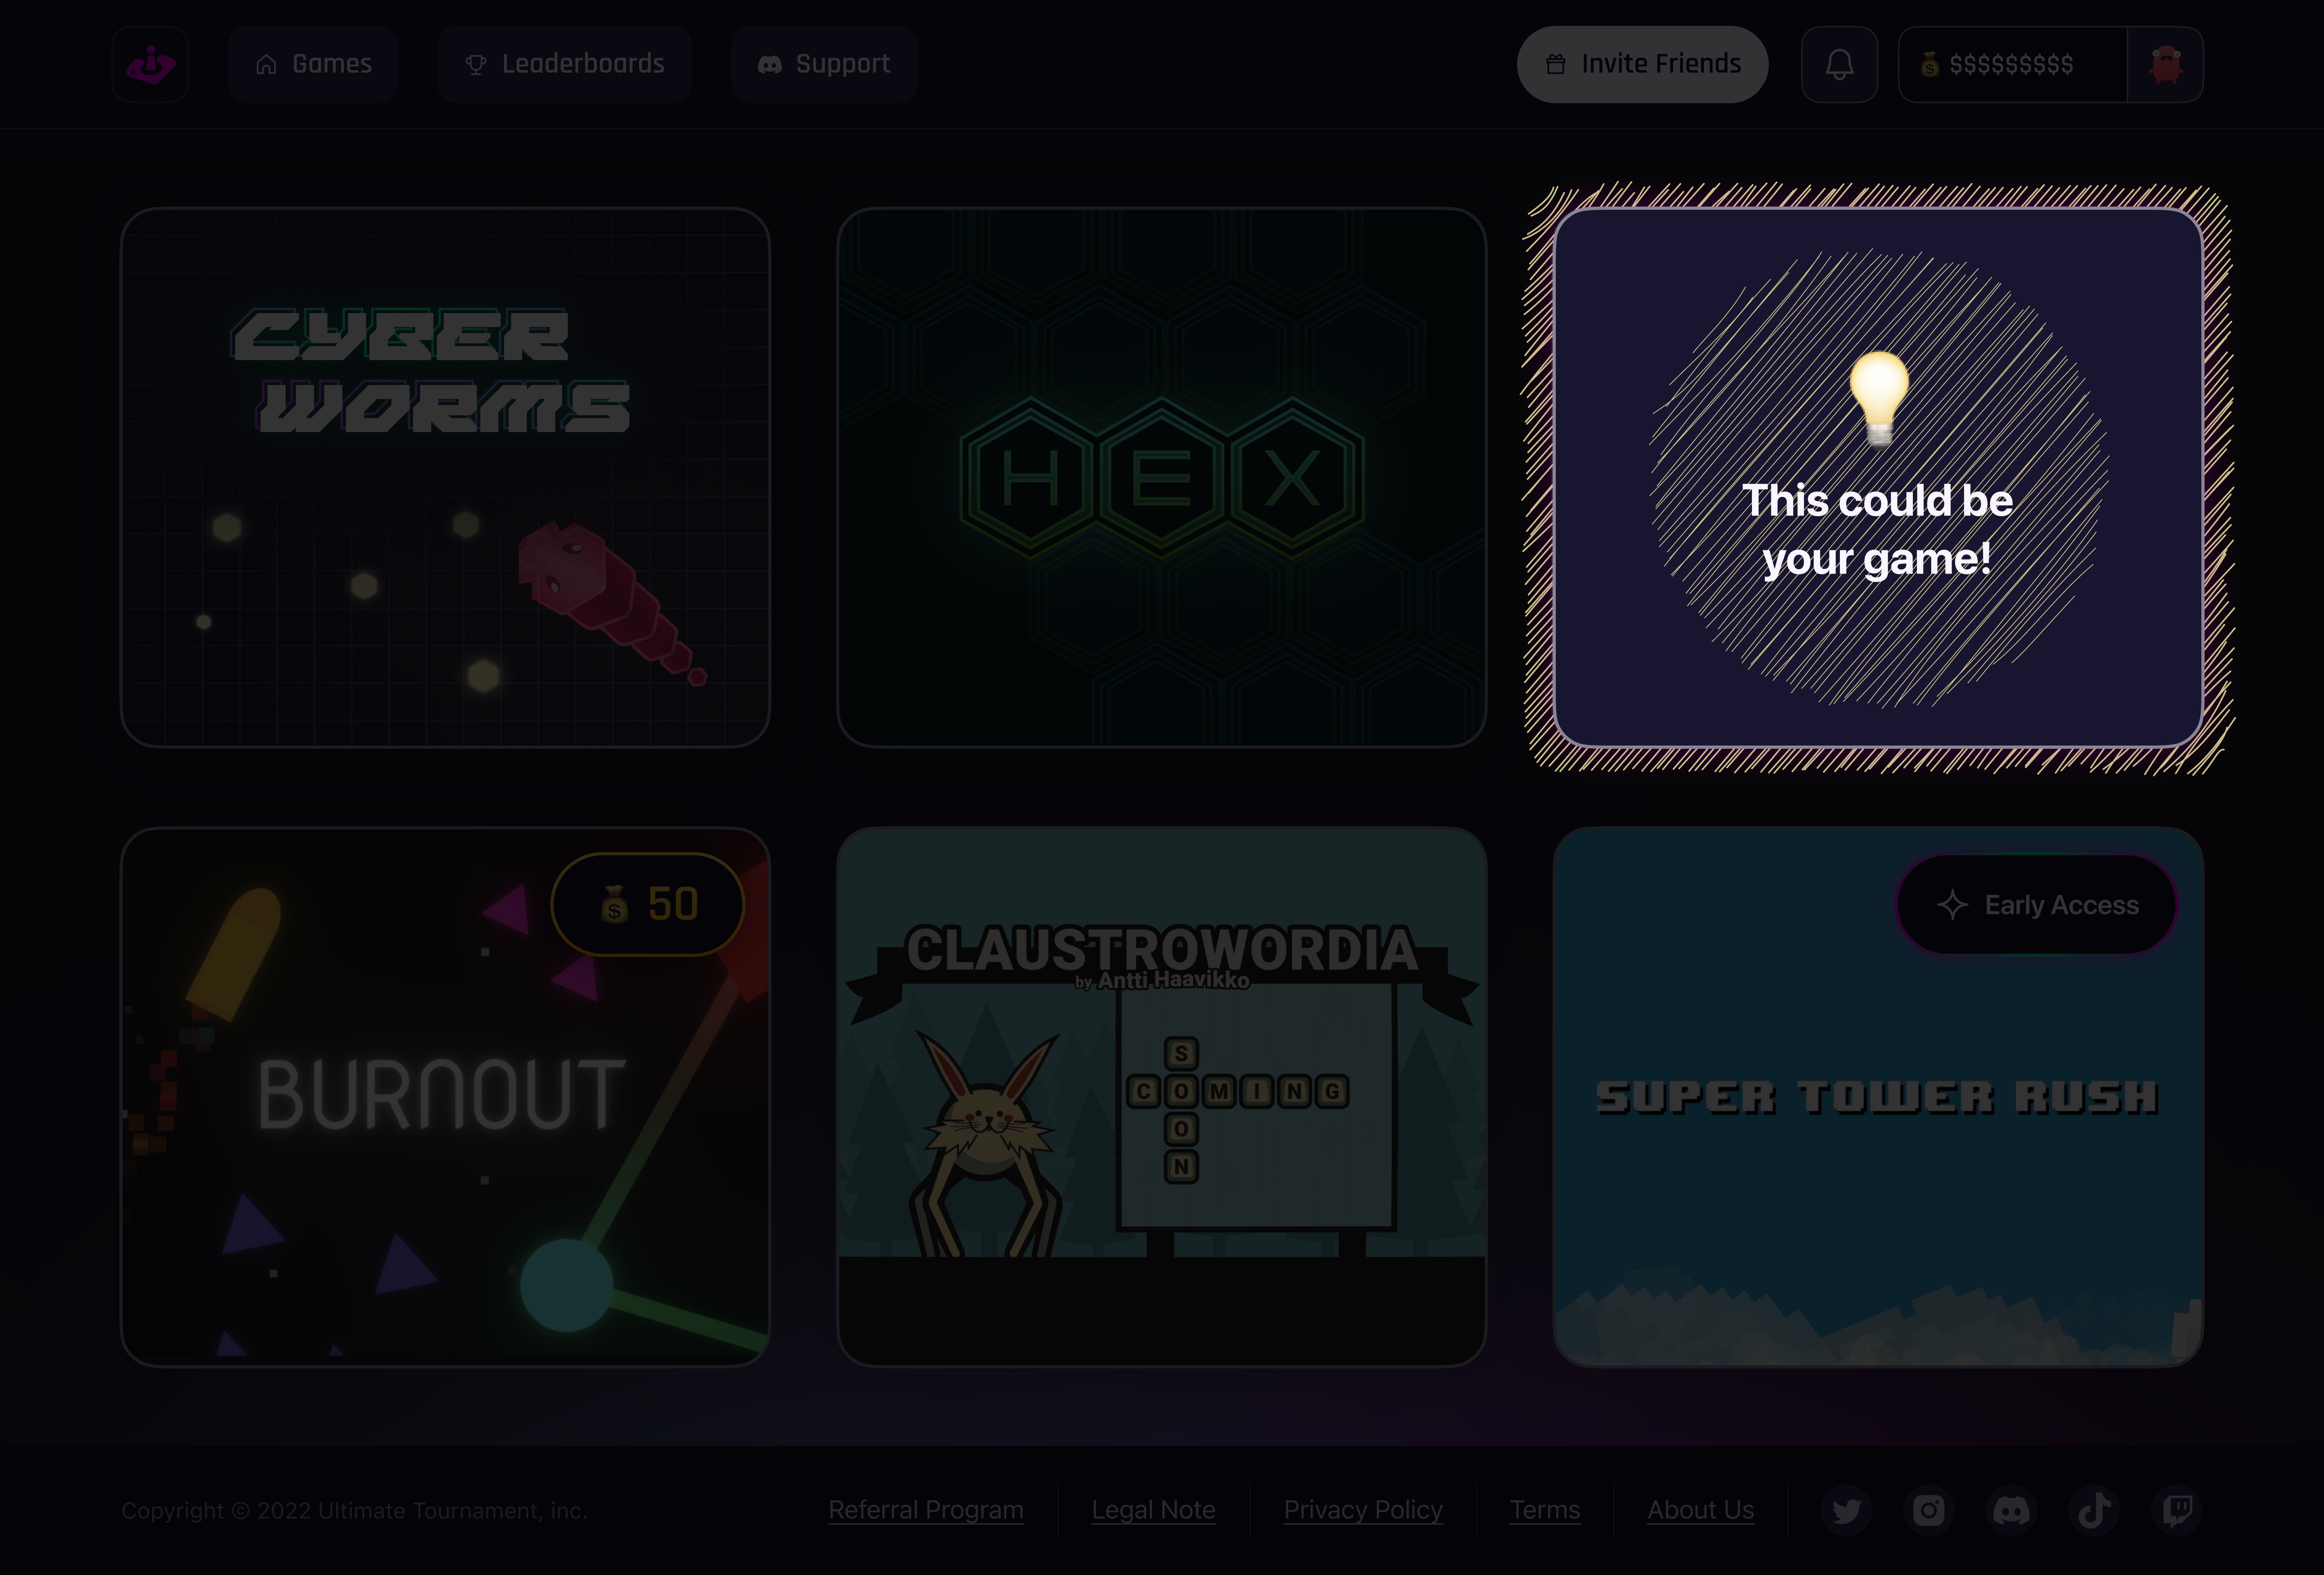 Games
Leaderboards
Support
Invite Friends
$$$$$$$$$
CYBER
WORMS
HEX
This could be
your game!
50
BURNOUT
CLAUSTROWORDIA
by Antti Haavikko
S
COMING
O
N
Early Access
SUPER TOWER RUSH
Copyright © 2022 Ultimate Tournament, inc.
Referral Program
Legal Note
Privacy Policy
Terms
About Us